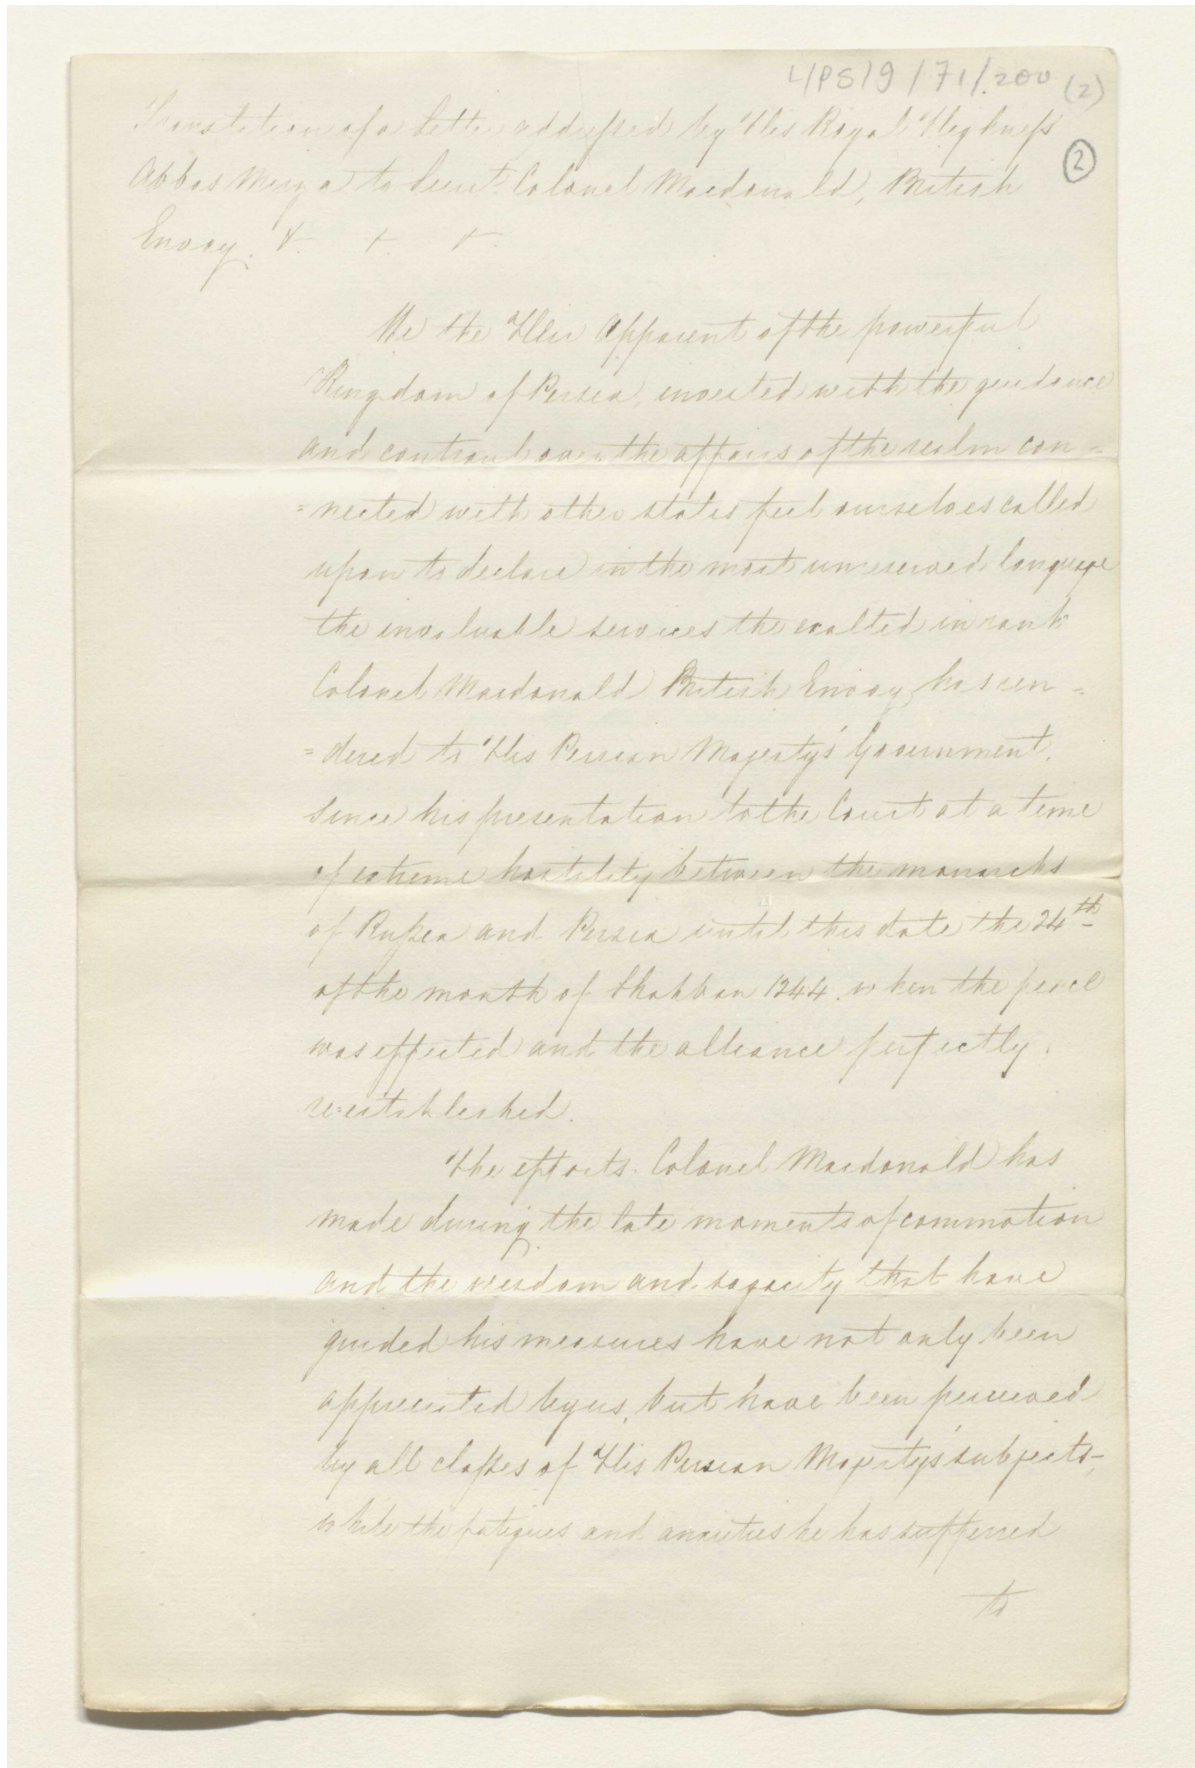 L/PS/9/71/.200 (2)
Translation of a Letter addressed by His Royal Highness
2
Abbas Mirza to Lieut. Colonel Macdonald, British
Envoy. &. &. &.
We the Heir Apparent of the powerful
Kingdom of Persia, invested with the guidance
and controul over the affairs of the realm con=
=nected with other states feel ourselves called
upon to declare in the most unreserved language
the invaluable services the exalted in rank
Colonel Macdonald British Envoy, has ren=
=dered to His Persian Majesty's Government.
Since his presentation to the Court at a time
of extreme hostility between the monarchs
of Russia and Persia until this date the 24th
of the month of Shabban 1244. when the peace
was effected and the alliance perfectly
re-established.
The efforts Colonel Macdonald has
made during the late moments of commotion
and the wisdom and sagacity that have
guided his measures have not only been
appreciated by us, but have been perceived
by all classes of His Persian Majesty's subjects,
while the fatigues and anxieties he has suffered
to